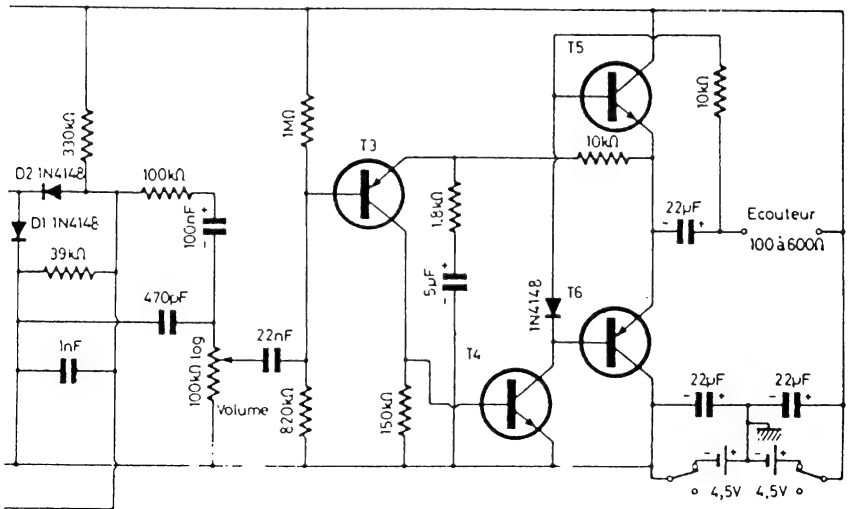 T5
T3
T4
T6
330kΩ
D2 1N4148
D1 1N4148
100kΩ
+
100nF
-
39kΩ
470pF
1nF
100kΩ log
Volume
22nF
1MΩ
820kΩ
150kΩ
1.8kΩ
+
5µF
-
10kΩ
1N4148
10kΩ
22µF
- +
Ecouteur
100 à 600Ω
22µF
- +
22µF
- +
- +
- +
4,5V 4,5V